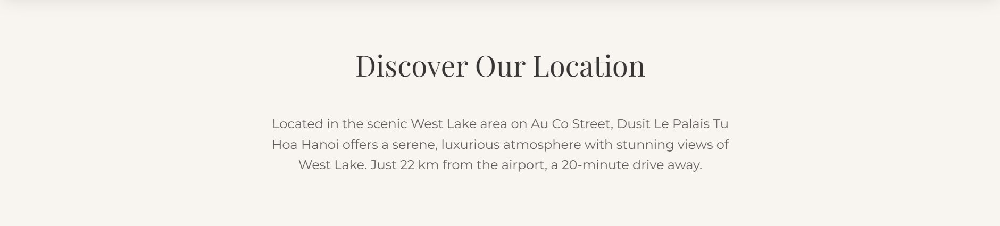 Discover Our Location
Located in the scenic West Lake area on Au Co Street, Dusit Le Palais Tu
Hoa Hanoi offers a serene, luxurious atmosphere with stunning views of
West Lake. Just 22 km from the airport, a 20-minute drive away.